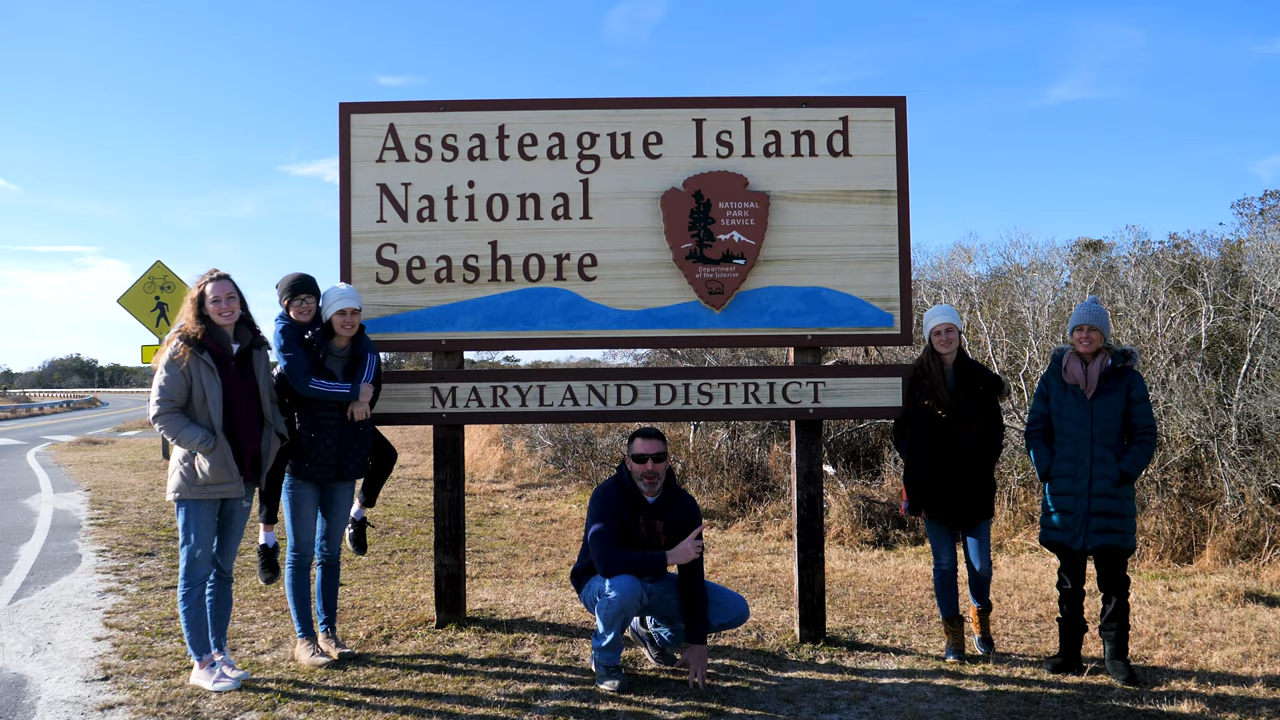 Assateague Island
National
Seashore
NATIONAL
PARK
SERVICE
Department
of the Interior
MARYLAND DISTRICT